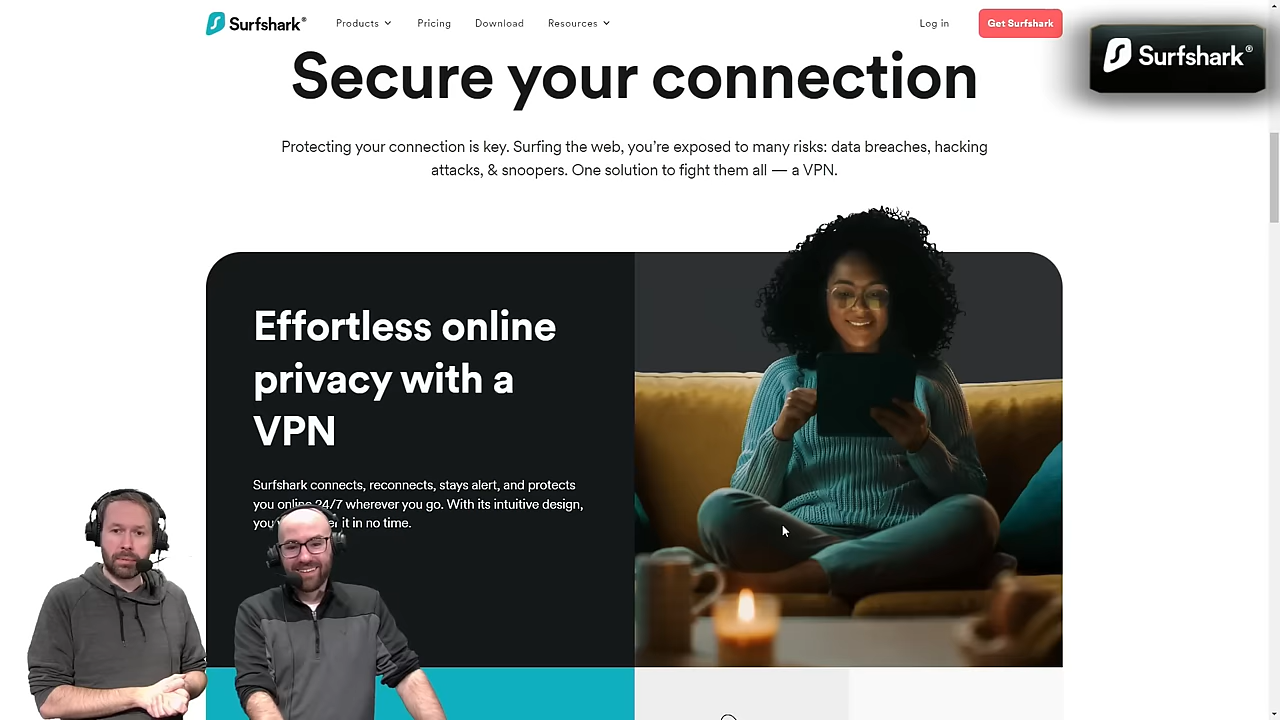 Surfshark®
Products
Pricing
Download
Resources
Log in
Get Surfshark
Surfshark®
Secure your connection
Protecting your connection is key. Surfing the web, you’re exposed to many risks: data breaches, hacking
attacks, & snoopers. One solution to fight them all — a VPN.
Effortless online
privacy with a
VPN
Surfshark connects, reconnects, stays alert, and protects
you online 24/7 wherever you go. With its intuitive design,
it in no time.